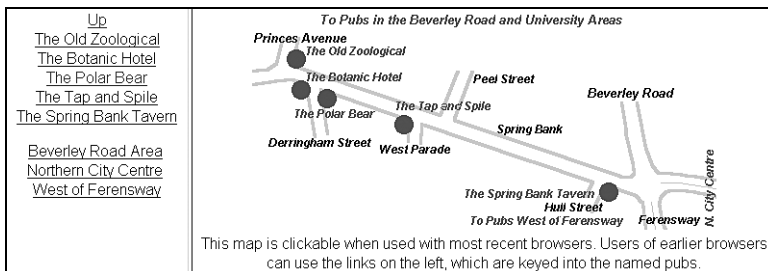 Up
The Old Zoological
The Botanic Hotel
The Polar Bear
The Tap and Spile
The Spring Bank Tavern
Beverley Road Area
Northern City Centre
West of Ferensway
To Pubs in the Beverley Road and University Areas
Princes Avenue
The Old Zoological
The Botanic Hotel
Peel Street
Beverley Road
The Polar Bear
The Tap and Spile
Spring Bank
Derringham Street
West Parade
The Spring Bank Tavern
Hull Street
To Pubs West of Ferensway
Ferensway
N. City Centre
This map is clickable when used with most recent browsers. Users of earlier browsers
can use the links on the left, which are keyed into the named pubs.